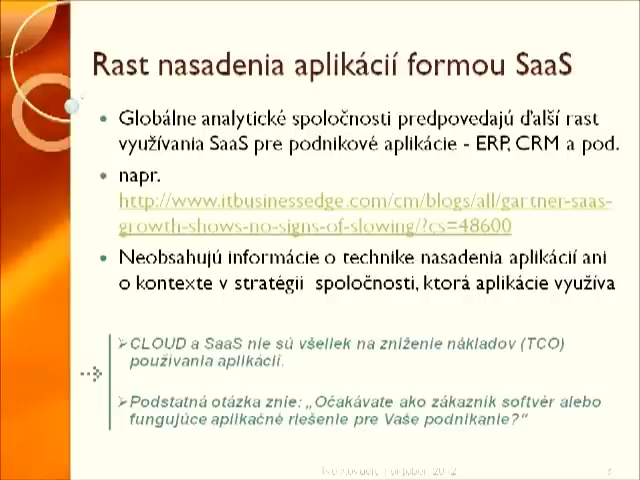 Rast nasadenia aplikácií formou SaaS
Globálne analytické spoločnosti predpovedajú ďalší rast
využívania SaaS pre podnikové aplikácie - ERP, CRM a pod.
napr.
http://www.itbusinessedge.com/cm/blogs/all/gartner-saas-
growth-shows-no-signs-of-slowing/?cs=48600
Neobsahujú informácie o technike nasadenia aplikácií ani
o kontexte v stratégii spoločnosti, ktorá aplikácie využíva
CLOUD a SaaS nie sú všeliek na zníženie nákladov (TCO)
používania aplikácií.
Podstatná otázka znie: „Očakávate ako zákazník softvér alebo
fungujúce aplikačné riešenie pre Vaše podnikanie?"
2012